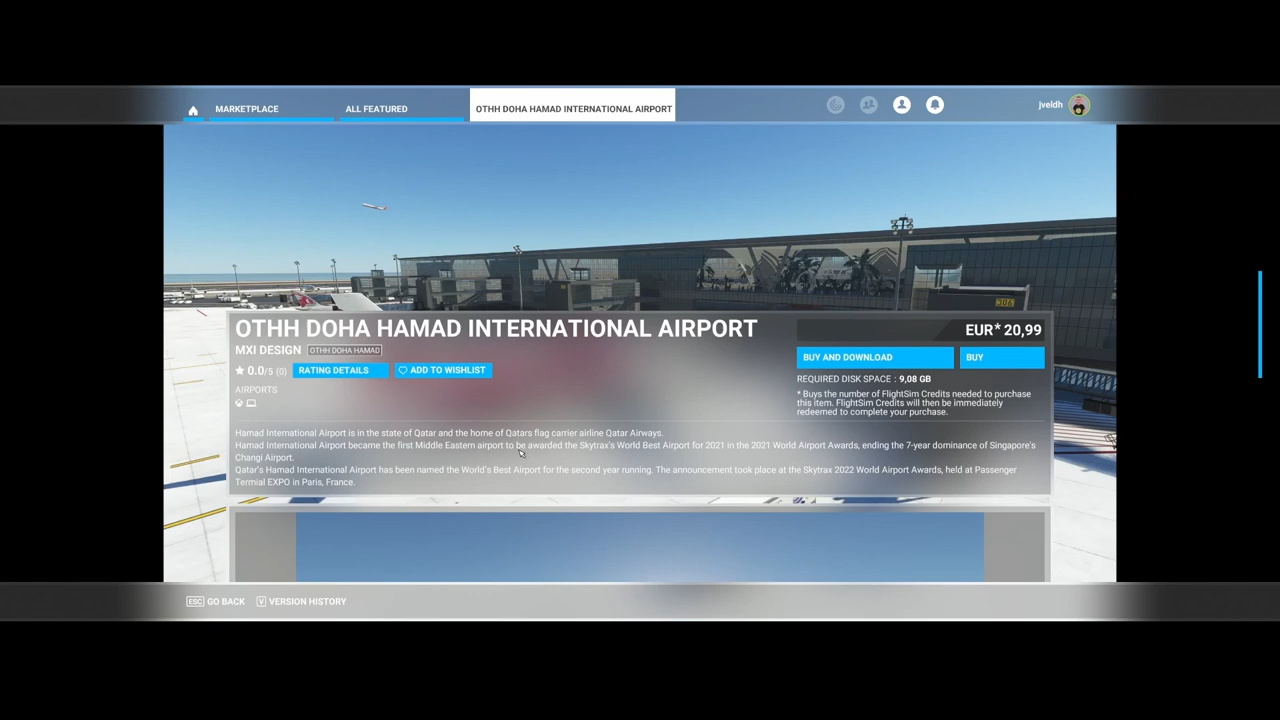 MARKETPLACE
ALL FEATURED
OTHH DOHA HAMAD INTERNATIONAL AIRPORT
jveldh
306
OTHH DOHA HAMAD INTERNATIONAL AIRPORT
EUR* 20,99
MXI DESIGN OTHH DOHA HAMAD
BUY AND DOWNLOAD
BUY
0.0/5 (0) RATING DETAILS ADD TO WISHLIST
REQUIRED DISK SPACE : 9,08 GB
AIRPORTS
* Buys the number of FlightSim Credits needed to purchase
this item. FlightSim Credits will then be immediately
redeemed to complete your purchase.
Hamad International Airport is in the state of Qatar and the home of Qatars flag carrier airline Qatar Airways.
Hamad International Airport became the first Middle Eastern airport to be awarded the Skytrax's World Best Airport for 2021 in the 2021 World Airport Awards, ending the 7-year dominance of Singapore's
Changi Airport.
Qatar's Hamad International Airport has been named the World's Best Airport for the second year running. The announcement took place at the Skytrax 2022 World Airport Awards, held at Passenger
Termial EXPO in Paris, France.
ESC GO BACK
V VERSION HISTORY